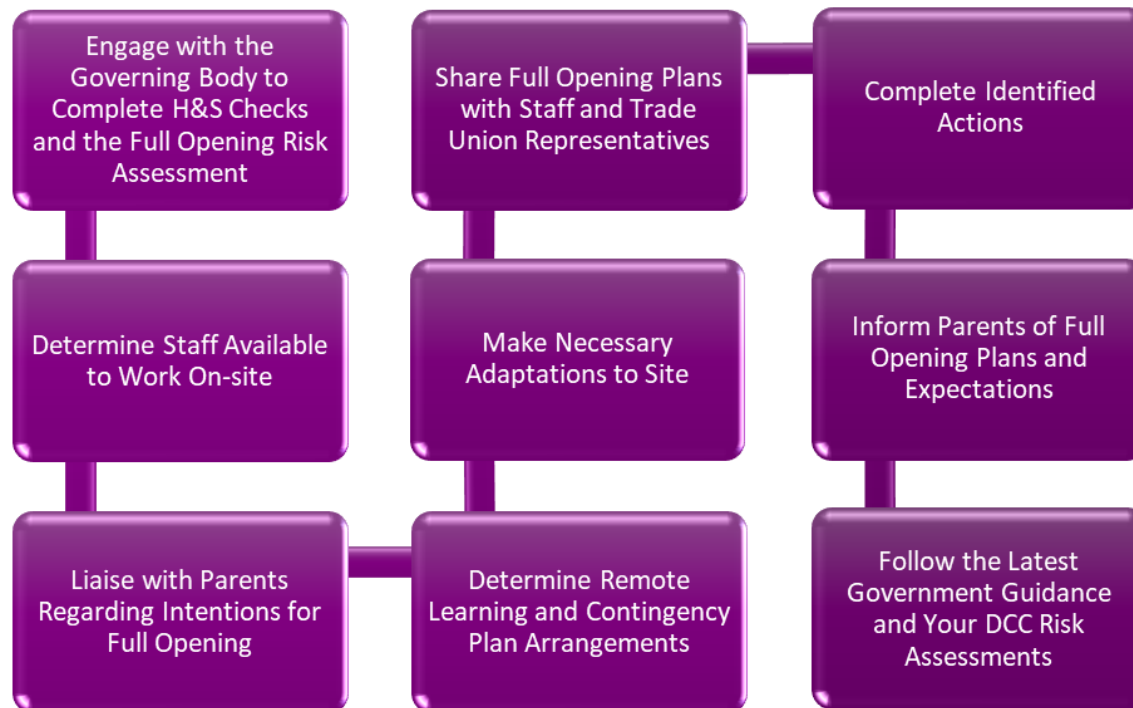 Engage with the
Governing Body to
Complete H&S Checks
and the Full Opening Risk
Assessment
Determine Staff Available
to Work On-site
Liaise with Parents
Regarding Intentions for
Full Opening
Determine Remote
Learning and Contingency
Plan Arrangements
Make Necessary
Adaptations to Site
Share Full Opening Plans
with Staff and Trade
Union Representatives
Complete Identified
Actions
Inform Parents of Full
Opening Plans and
Expectations
Follow the Latest
Government Guidance
and Your DCC Risk
Assessments